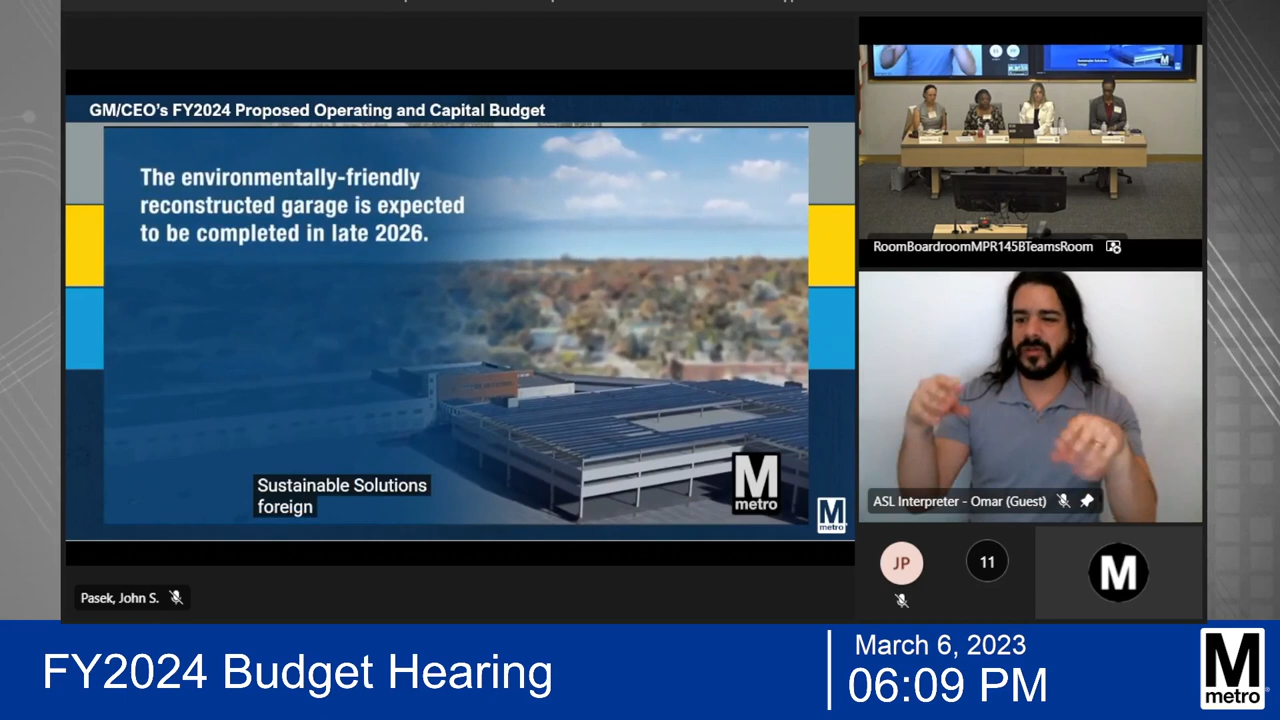 GM/CEO's FY2024 Proposed Operating and Capital Budget
The environmentally-friendly
reconstructed garage is expected
to be completed in late 2026.
Sustainable Solutions
foreign
M
metro
M
metro
Pasek, John S.
RoomBoardroomMPR145BTeamsRoom
ASL Interpreter - Omar (Guest)
JP
11
M
FY2024 Budget Hearing
March 6, 2023
06:09 PM
M
metro